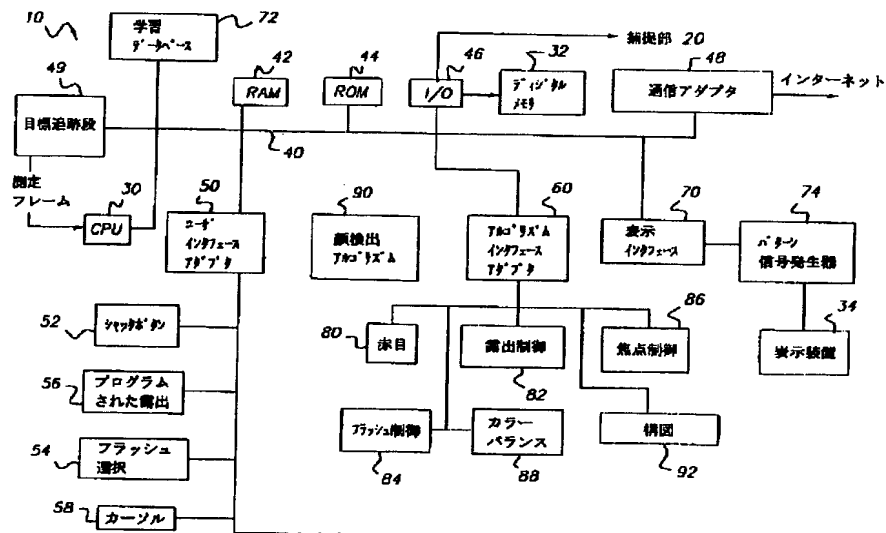 10
学習
データベース
72
49
目標追跡段
測定
フレーム
30
CPU
42
RAM
44
ROM
46
I/O
32
ディジタル
メモリ
捕捉部 20
48
通信アダプタ
インターネット
40
50
ユーザ
インタフェース
アダプタ
90
顔検出
アルゴリズム
60
アルゴリズム
インタフェース
アダプタ
70
表示
インタフェース
74
パターン
信号発生器
52
シャッタボタン
56
プログラム
された露出
54
フラッシュ
選択
58
カーソル
80
赤目
82
露出制御
86
焦点制御
34
表示装置
84
フラッシュ制御
88
カラー
バランス
92
構図